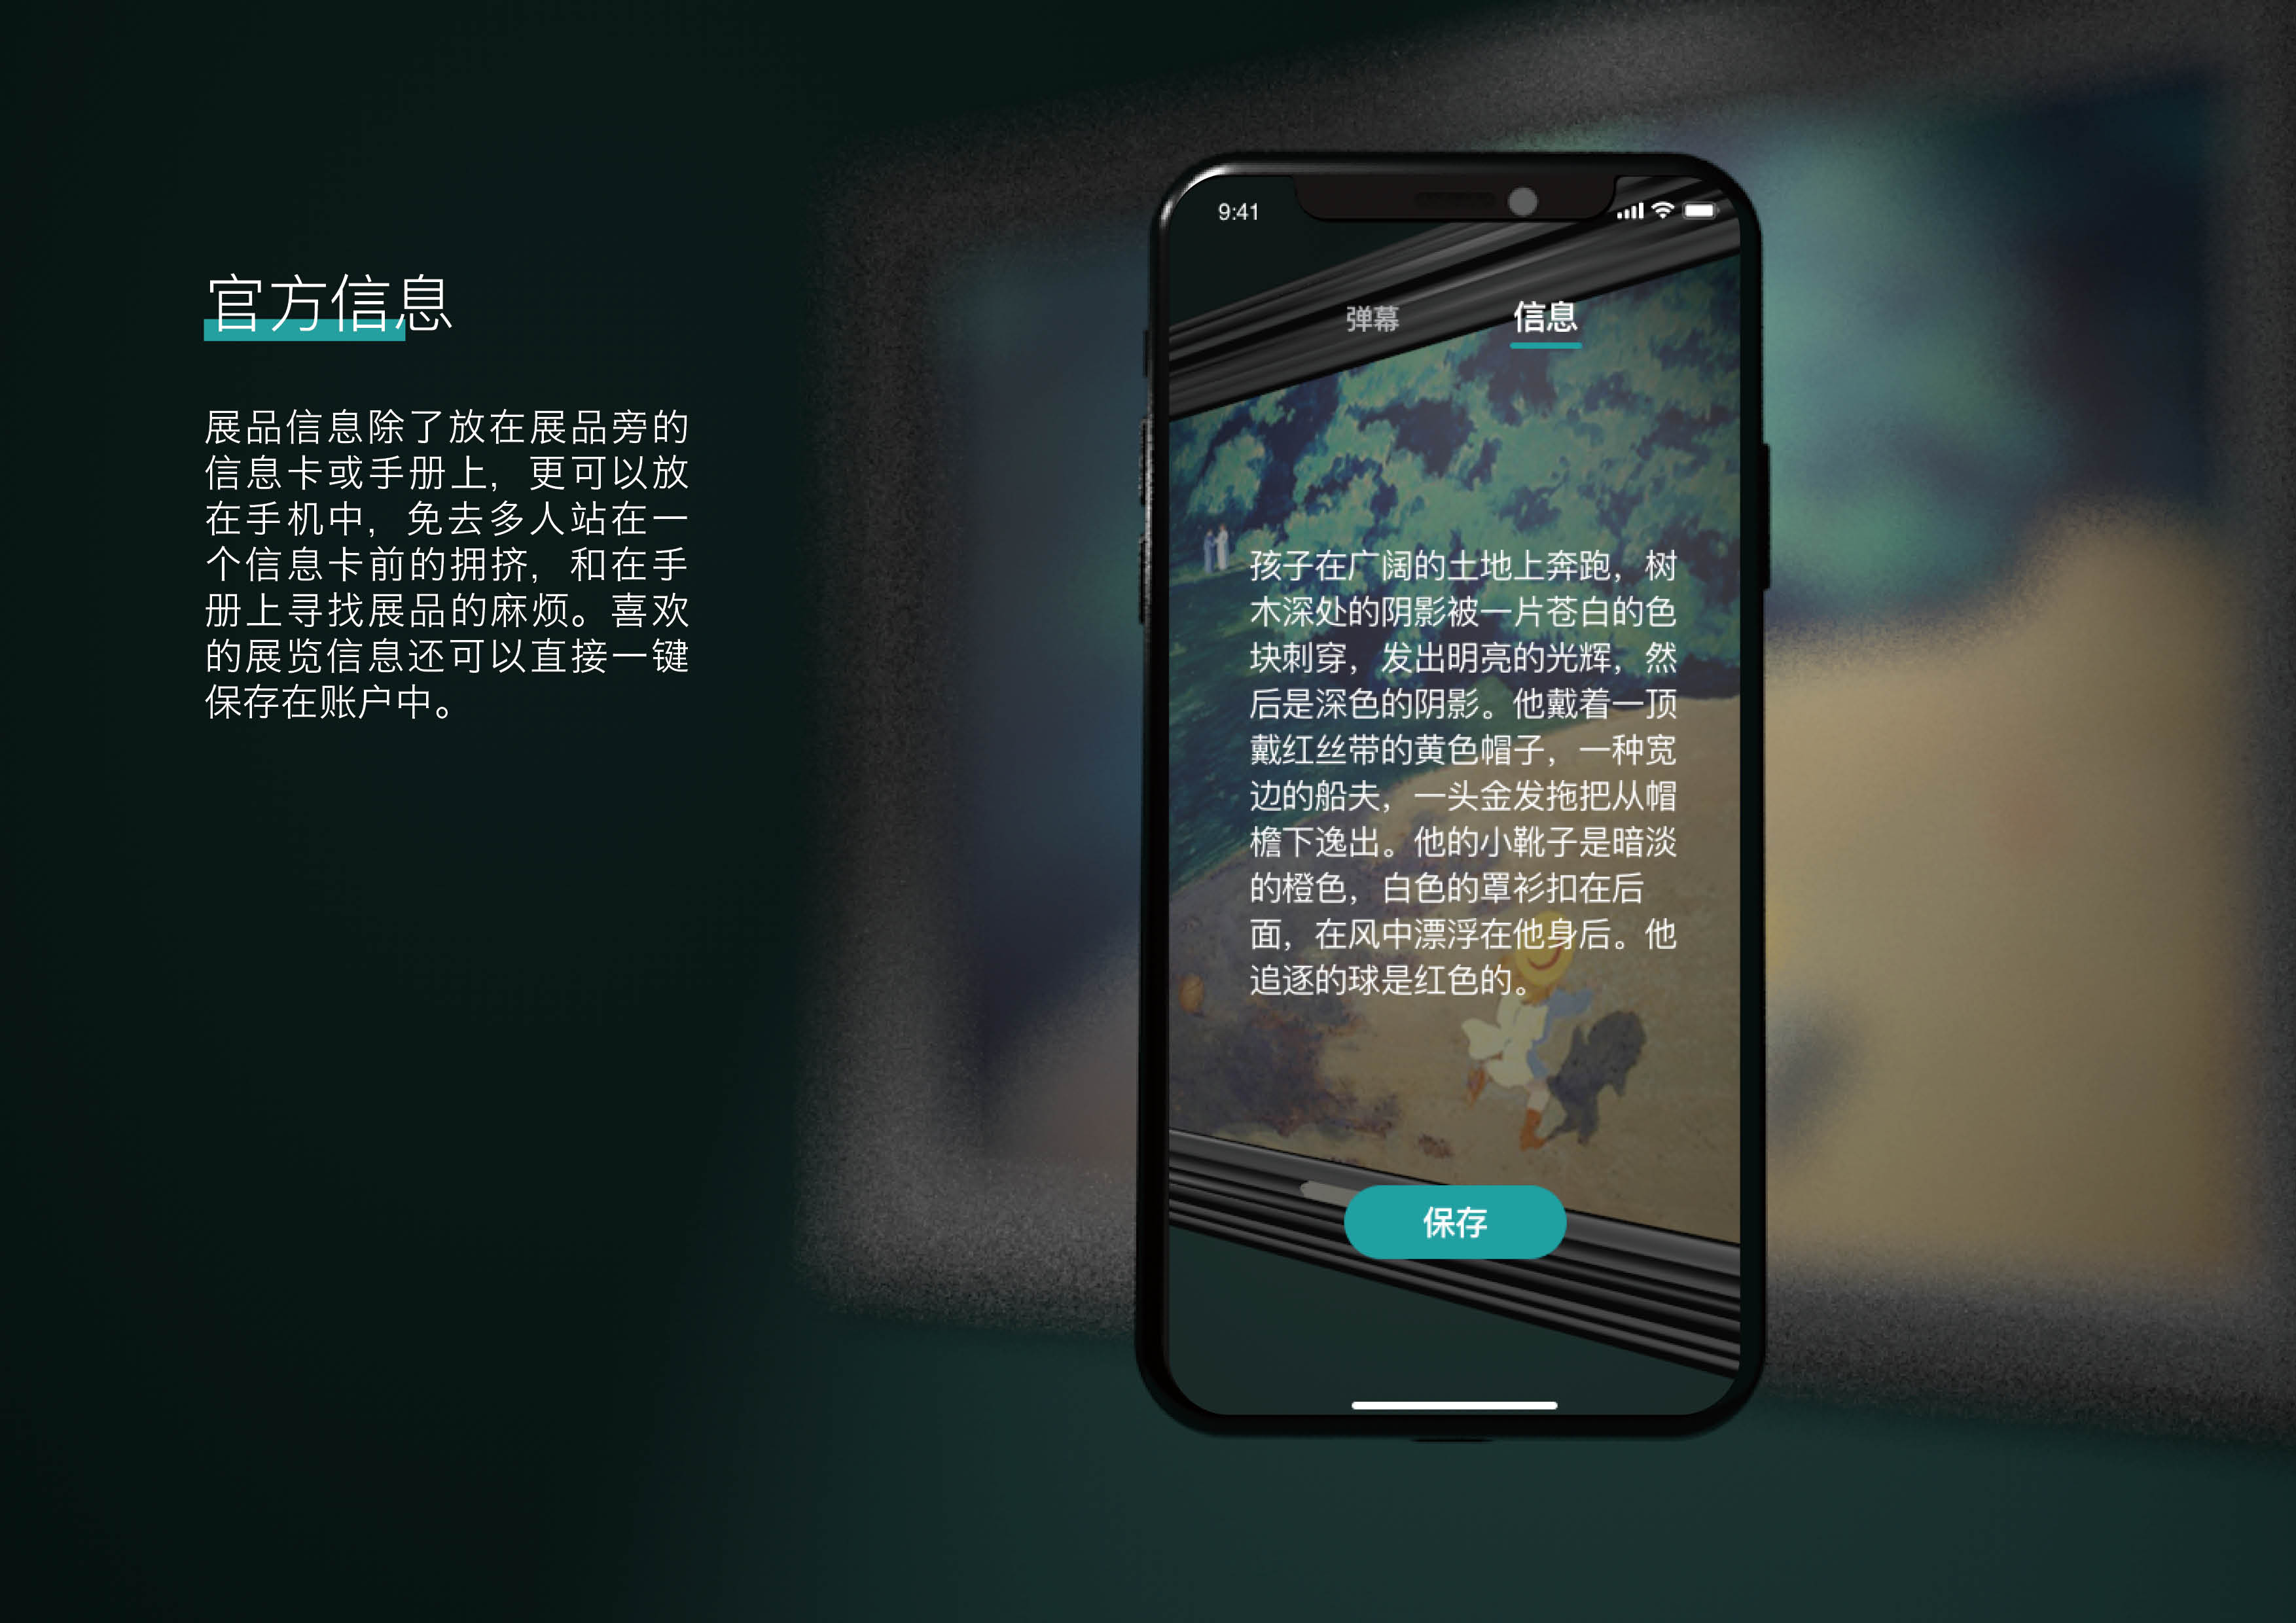 官方信息
展品信息除了放在展品旁的
信息卡或手册上，更可以放
在手机中，免去多人站在一
个信息卡前的拥挤，和在手
册上寻找展品的麻烦。喜欢
的展览信息还可以直接一键
保存在账户中。
9:41
弹幕 信息
孩子在广阔的土地上奔跑，树
木深处的阴影被一片苍白的色
块刺穿，发出明亮的光辉，然
后是深色的阴影。他戴着一顶
戴红丝带的黄色帽子，一种宽
边的船夫，一头金发拖把从帽
檐下逸出。他的小靴子是暗淡
的橙色，白色的罩衫扣在后
面，在风中漂浮在他身后。他
追逐的球是红色的。
保存